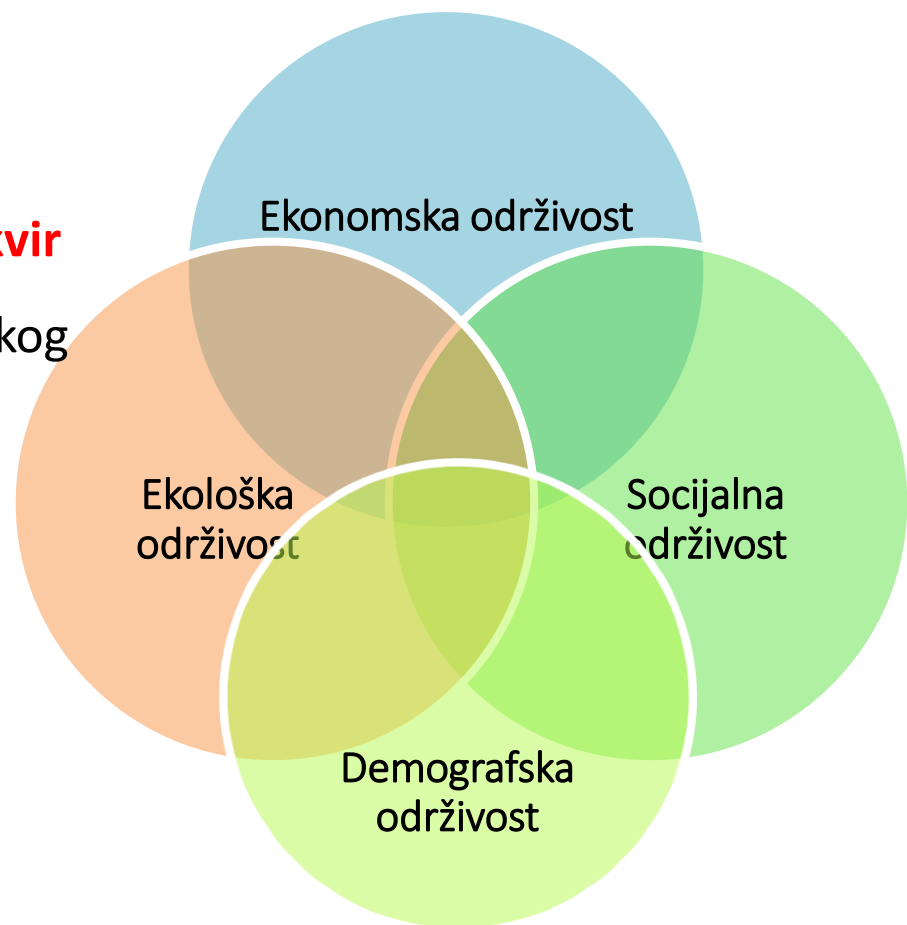 Ekonomska održivost
kvir
kog
Ekološka
održivost
Socijalna
održivost
Demografska
održivost